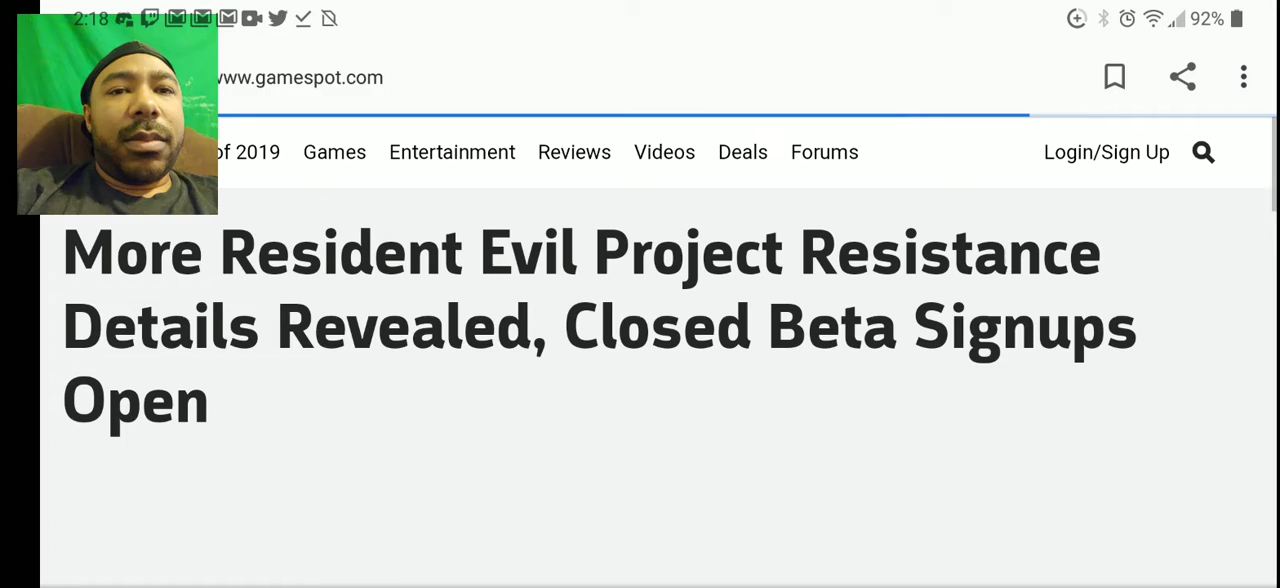 2:18 92%
www.gamespot.com
of 2019 Games Entertainment Reviews Videos Deals Forums Login/Sign Up
More Resident Evil Project Resistance
Details Revealed, Closed Beta Signups
Open